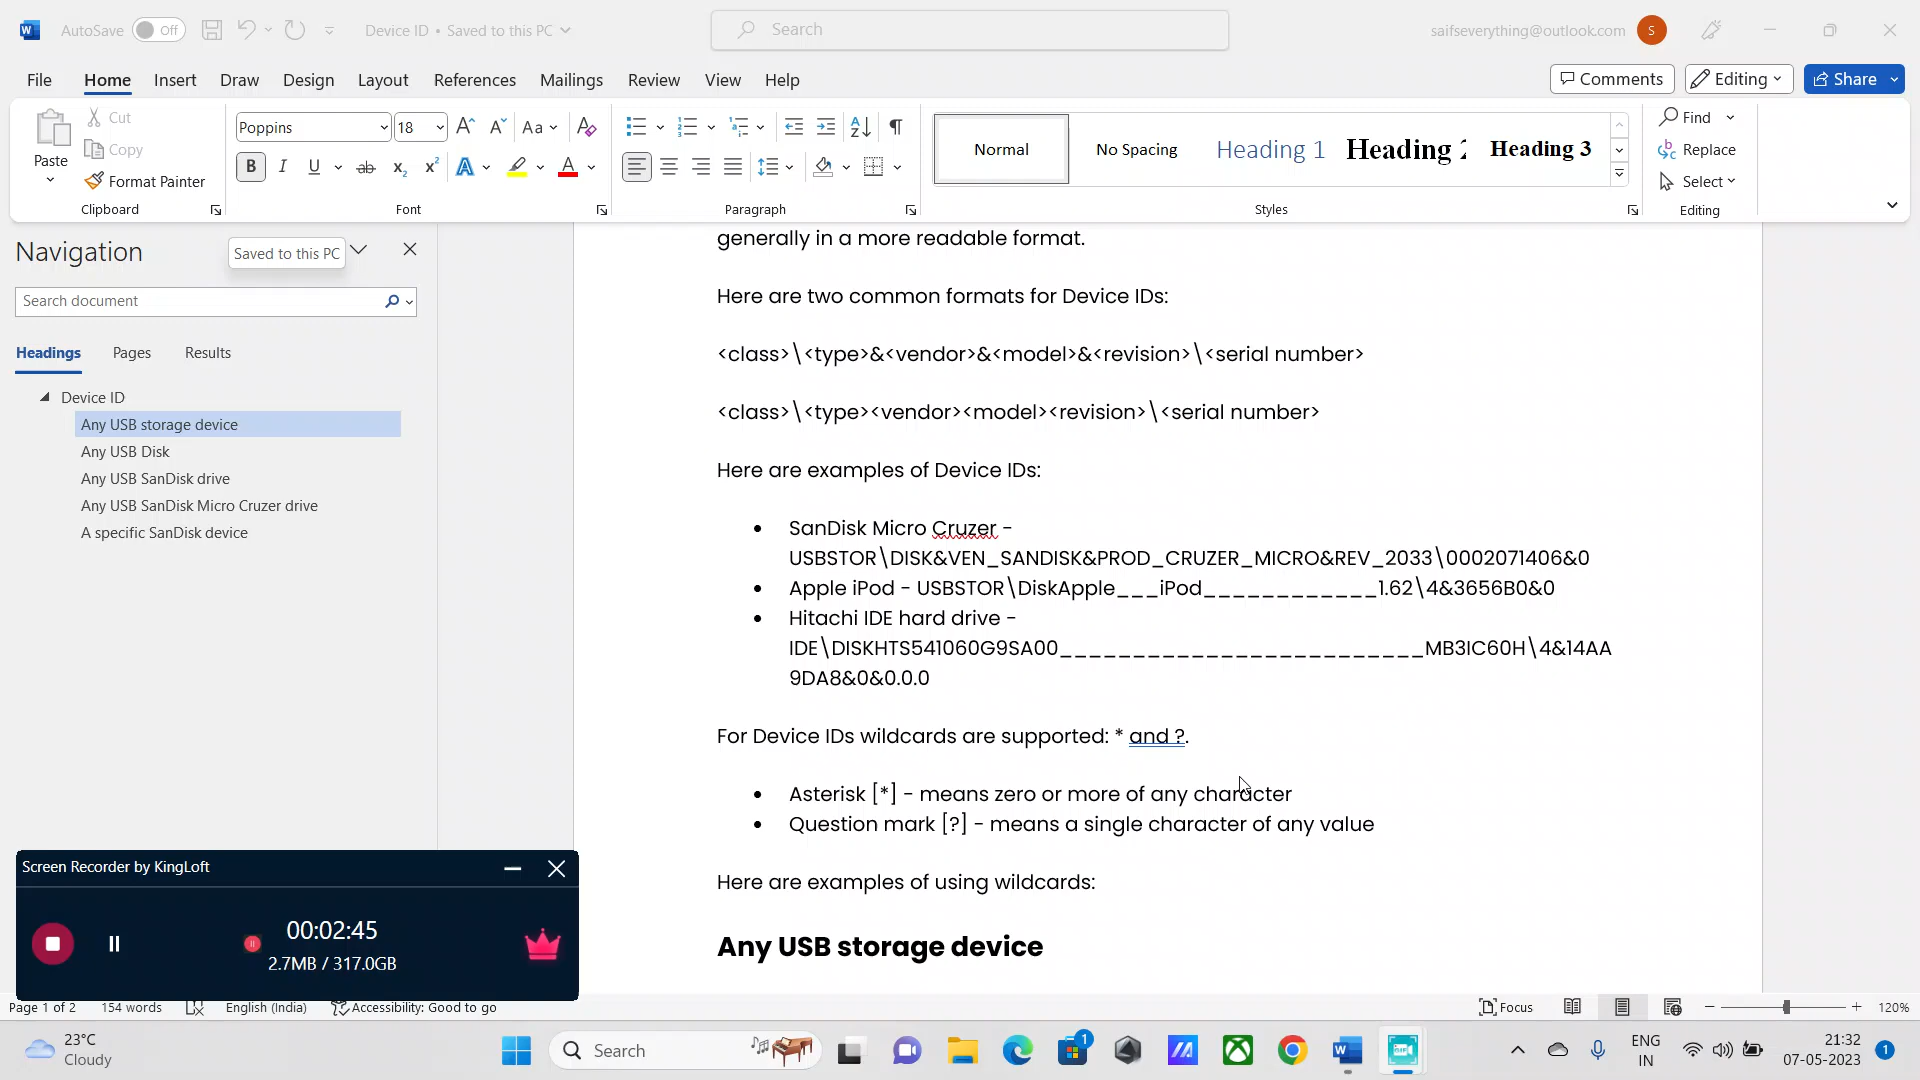 AutoSave Off Device ID • Saved to this PC Search saifseverything@outlook.com S
File Home Insert Draw Design Layout References Mailings Review View Help Comments Editing Share
Paste Cut Copy Format Painter Clipboard
Poppins 18 Aa B I U ab Font
Paragraph
Normal No Spacing Heading 1 Heading 2 Heading 3 Styles
Find Replace Select Editing
Navigation Saved to this PC
Search document
Headings Pages Results
Device ID
Any USB storage device
Any USB Disk
Any USB SanDisk drive
Any USB SanDisk Micro Cruzer drive
A specific SanDisk device
generally in a more readable format.
Here are two common formats for Device IDs:
<class>\<type>&<vendor>&<model>&<revision>\<serial number>
<class>\<type><vendor><model><revision>\<serial number>
Here are examples of Device IDs:
• SanDisk Micro Cruzer -
USBSTOR\DISK&VEN_SANDISK&PROD_CRUZER_MICRO&REV_2033\0002071406&0
• Apple iPod - USBSTOR\DiskApple___iPod____________1.62\4&3656B0&0
• Hitachi IDE hard drive -
IDE\DISKHTS541060G9SA00_________________________MB3IC60H\4&14AA
9DA8&0&0.0.0
For Device IDs wildcards are supported: * and ?.
• Asterisk [*] - means zero or more of any character
• Question mark [?] - means a single character of any value
Here are examples of using wildcards:
Any USB storage device
Screen Recorder by KingLoft
00:02:45
2.7MB / 317.0GB
Page 1 of 2 154 words English (India) Accessibility: Good to go Focus 120%
23°C
Cloudy
Search
1
ENG
IN
21:32
07-05-2023
1